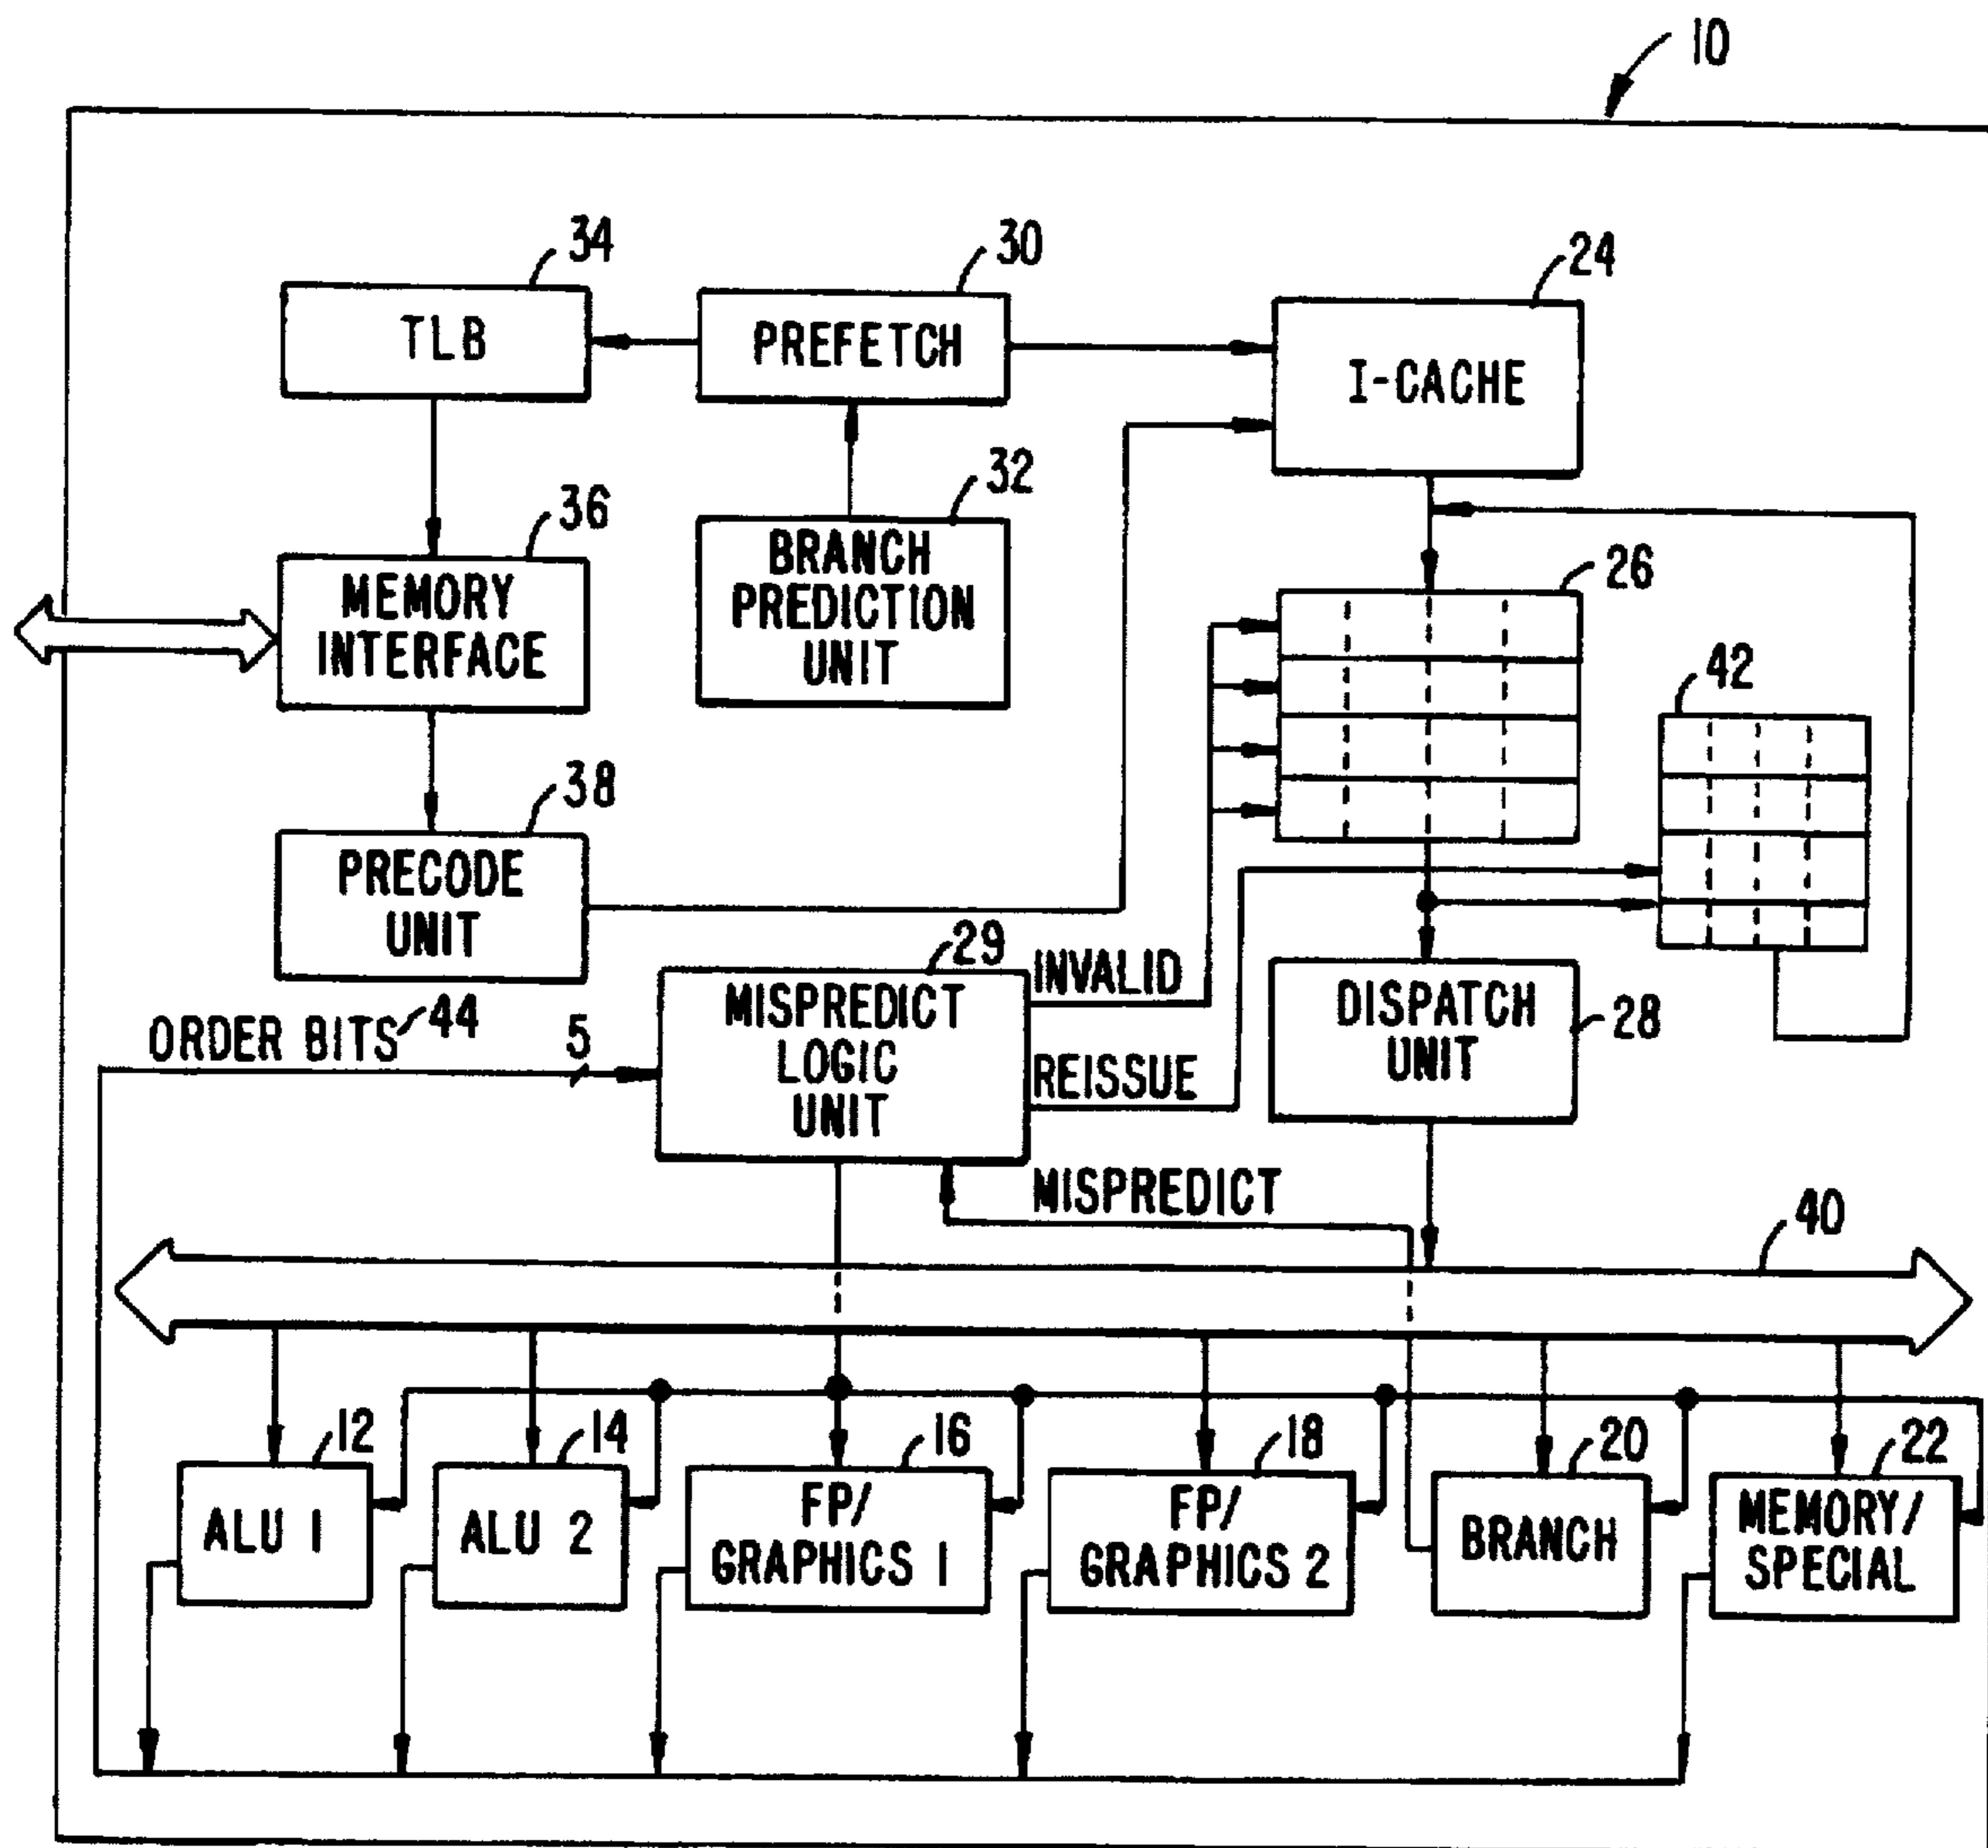 10
34
30
24
TLB
PREFETCH
I-CACHE
36
32
26
MEMORY
INTERFACE
BRANCH
PREDICTION
UNIT
42
38
PRECODE
UNIT
29
INVALID
MISPREDICT
LOGIC
UNIT
DISPATCH
UNIT
28
ORDER BITS 44
5
REISSUE
MISPREDICT
40
12
14
16
18
20
22
ALU 1
ALU 2
FP/
GRAPHICS 1
FP/
GRAPHICS 2
BRANCH
MEMORY/
SPECIAL